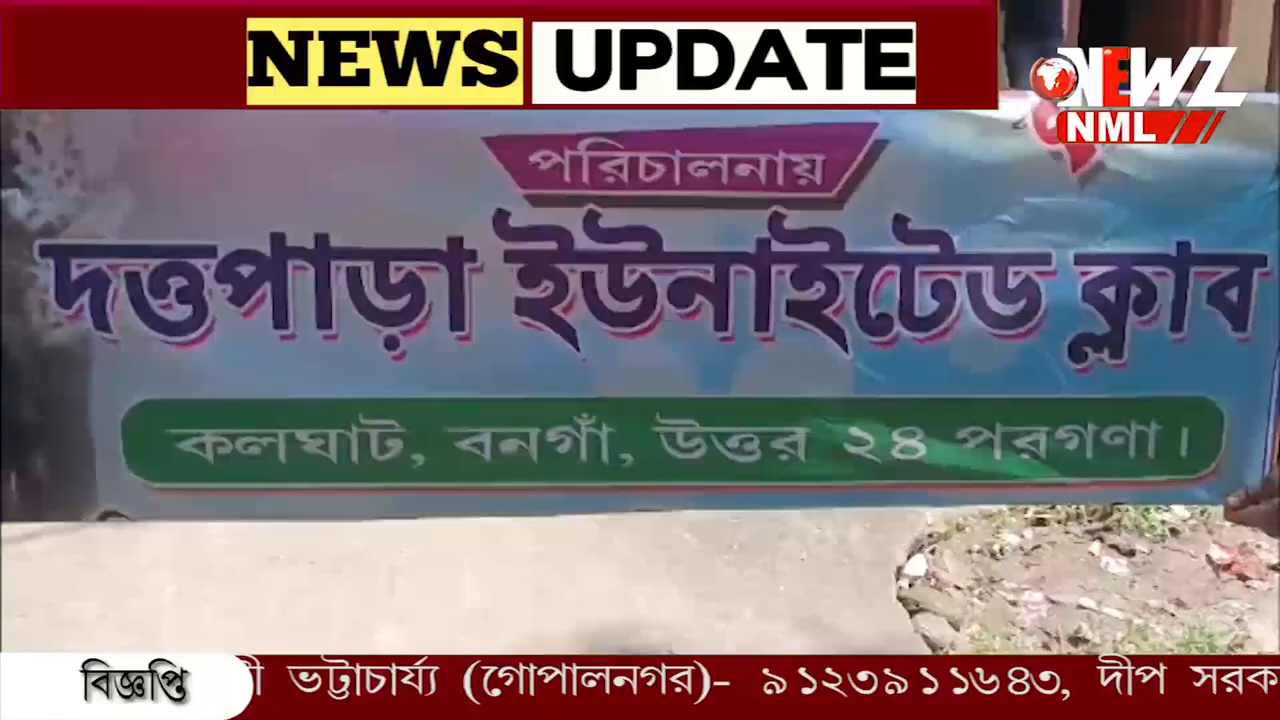 NEWS UPDATE
NEWZ
NML
পরিচালনায়
দত্তপাড়া ইউনাইটেড ক্লাব
কলঘাট, বনগাঁ, উত্তর ২৪ পরগণা।
বিজ্ঞপ্তি
ী ভট্টাচার্য্য (গোপালনগর)- ৯১২৩৯১১৬৪৩, দীপ সরক